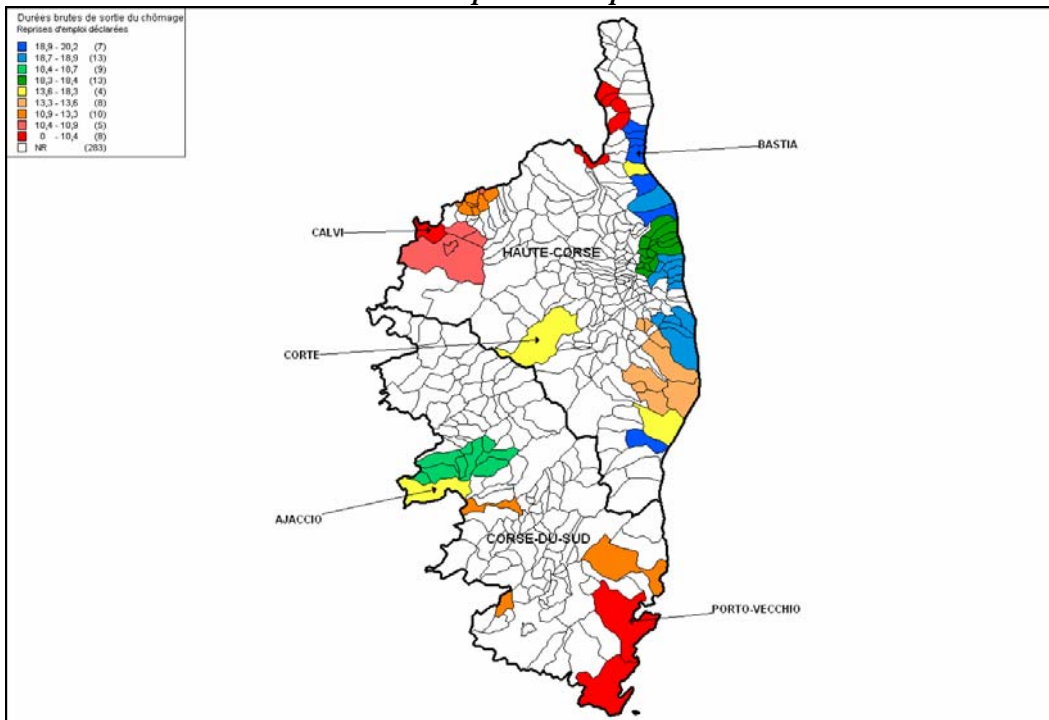 Durées brutes de sortie du chômage
Reprises d'emploi déclarées
18,9 - 20,2 (7)
18,7 - 18,9 (13)
18,4 - 18,7 (9)
18,3 - 18,4 (13)
13,6 - 18,3 (4)
13,3 - 13,6 (8)
10,9 - 13,3 (10)
10,4 - 10,9 (5)
0 - 10,4 (8)
NR (283)
BASTIA
CALVI
HAUTE-CORSE
CORTE
AJACCIO
CORSE-DU-SUD
PORTO-VECCHIO